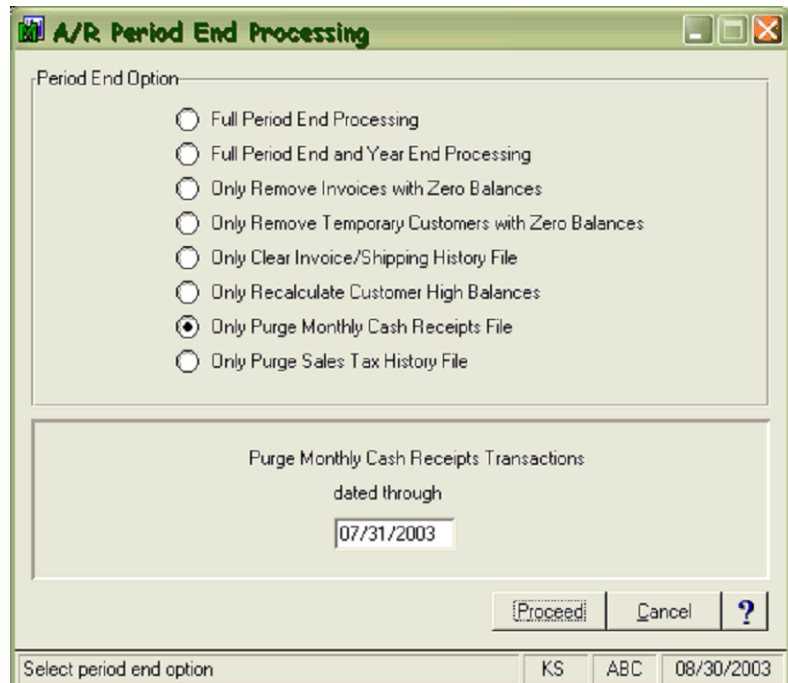 A/R Period End Processing
Period End Option
Full Period End Processing
Full Period End and Year End Processing
Only Remove Invoices with Zero Balances
Only Remove Temporary Customers with Zero Balances
Only Clear Invoice/Shipping History File
Only Recalculate Customer High Balances
Only Purge Monthly Cash Receipts File
Only Purge Sales Tax History File
Purge Monthly Cash Receipts Transactions
dated through
07/31/2003
Proceed Cancel ?
Select period end option KS ABC 08/30/2003